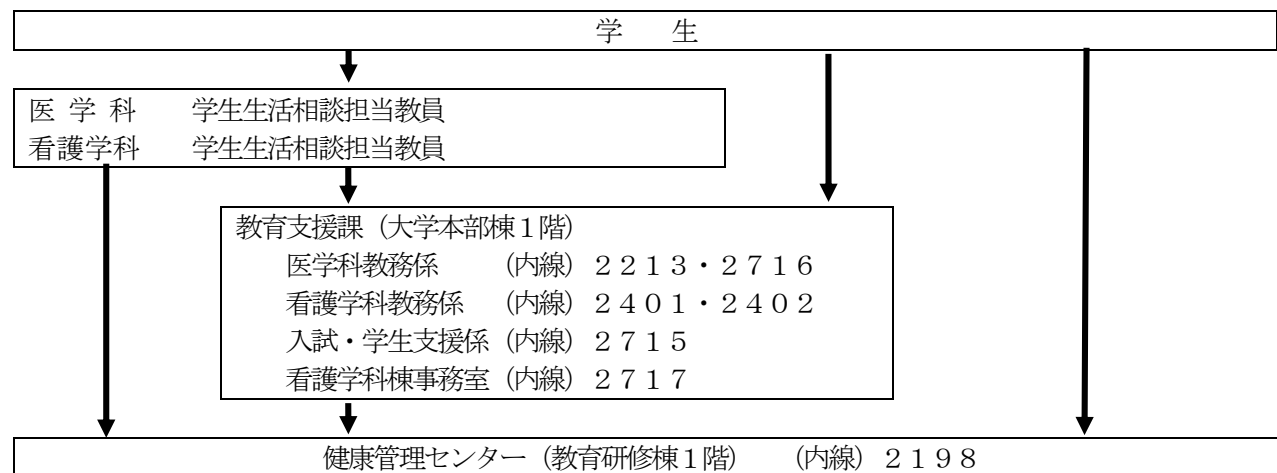 学　　生
医 学 科　　学生生活相談担当教員
看護学科　　学生生活相談担当教員
教育支援課（大学本部棟１階）
医学科教務係　　（内線）２２１３・２７１６
看護学科教務係　（内線）２４０１・２４０２
入試・学生支援係（内線）２７１５
看護学科棟事務室（内線）２７１７
健康管理センター（教育研修棟１階）　　（内線）２１９８